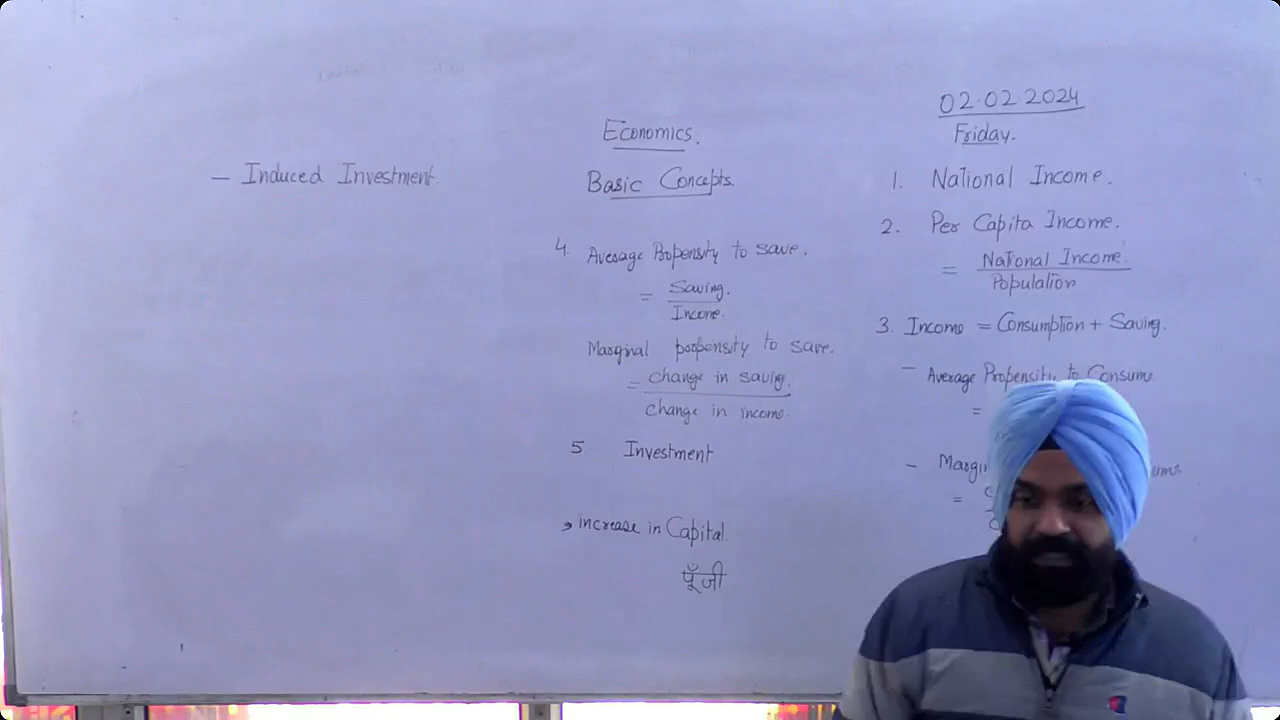 02.02.2024
Friday.
Economics.
Basic Concepts.
1. National Income.
2. Per Capita Income.
= National Income
Population
3. Income = Consumption + Saving.
- Average Propensity to Consume
=
-
=
4. Average Propensity to save.
= Saving.
Income.
Marginal propensity to save.
= change in saving.
change in income.
5. Investment
increase in Capital.
पूँजी
- Induced Investment